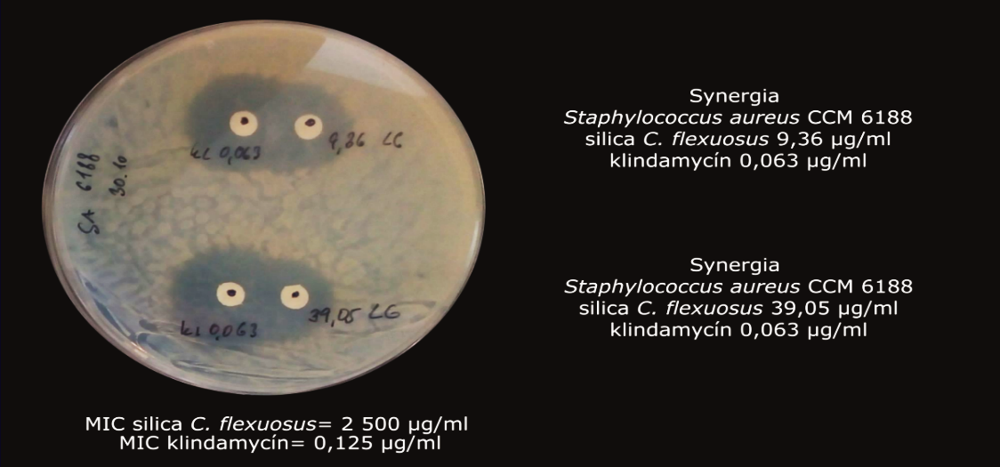 SA 6188
30.10
kl 0,063
9,36 LG
kl 0,063
39,05 LG
Synergia
Staphylococcus aureus CCM 6188
silica C. flexuosus 9,36 µg/ml
klindamycín 0,063 µg/ml
Synergia
Staphylococcus aureus CCM 6188
silica C. flexuosus 39,05 µg/ml
klindamycín 0,063 µg/ml
MIC silica C. flexuosus= 2 500 µg/ml
MIC klindamycín= 0,125 µg/ml